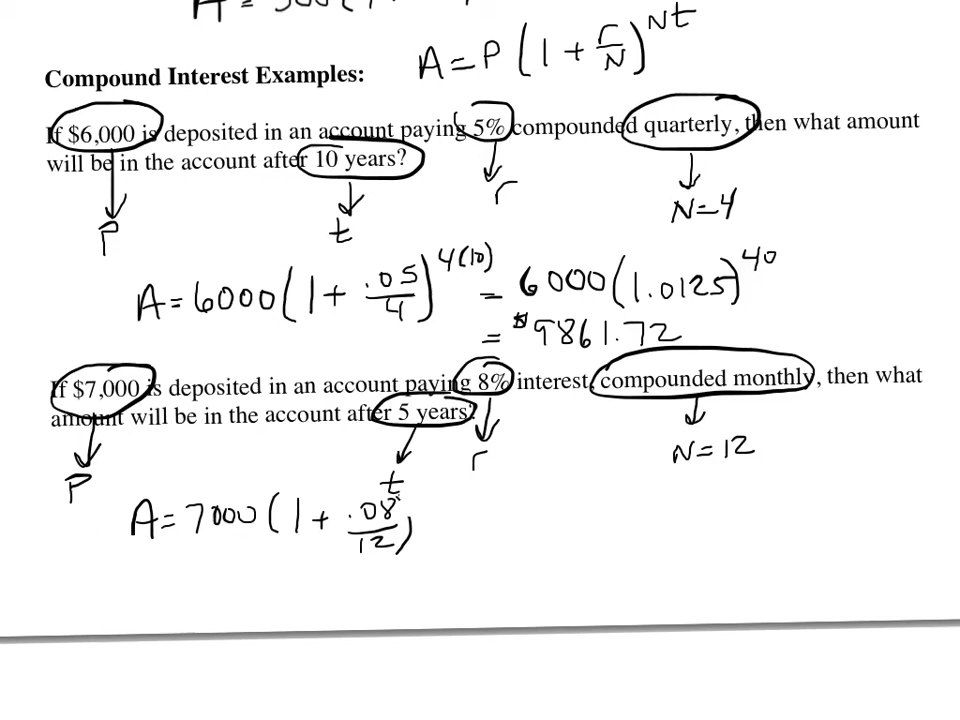 A = P(1 + r/N)^Nt
Compound Interest Examples:
If $6,000 is deposited in an account paying 5% compounded quarterly, then what amount
will be in the account after 10 years?
P t r N=4
A = 6000(1 + .05/4)^4(10) = 6000(1.0125)^40
= $9861.72
If $7,000 is deposited in an account paying 8% interest, compounded monthly, then what
amount will be in the account after 5 years?
P t r N=12
A = 7000(1 + .08/12)